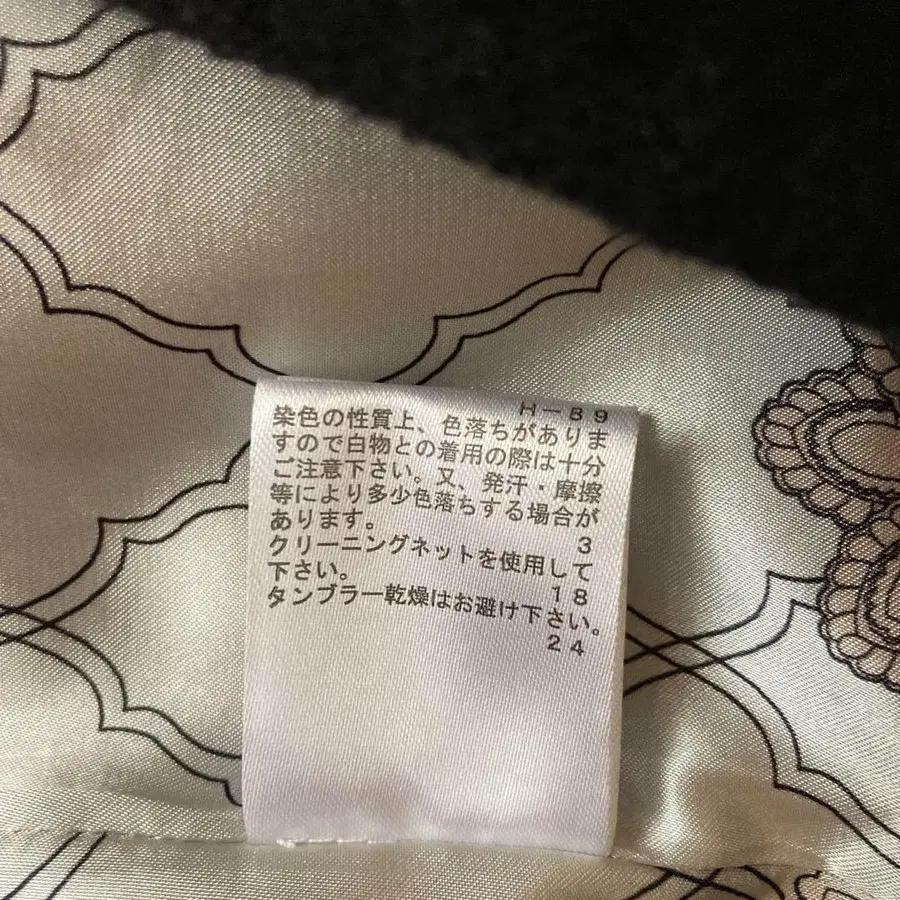 H-89
染色の性質上、色落ちがありま
すので白物との着用の際は十分
ご注意下さい。又、発汗・摩擦
等により多少色落ちする場合が
あります。
3
クリーニングネットを使用して
下さい。
18
タンブラー乾燥はお避け下さい。
24